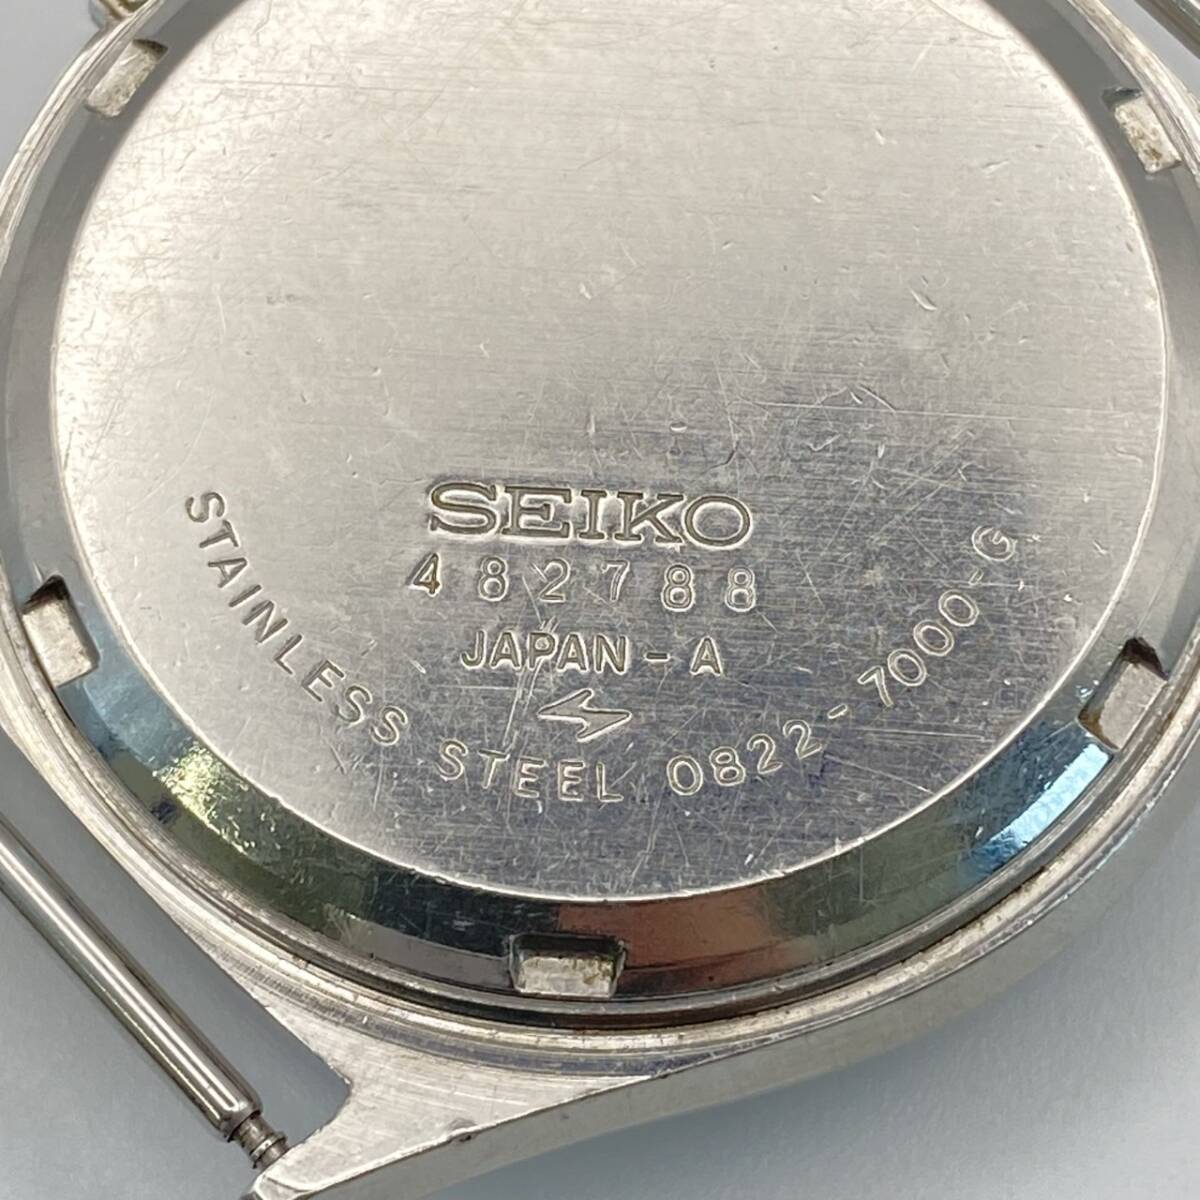 SEIKO
482788
JAPAN-A
STAINLESS STEEL 0822-7000-G